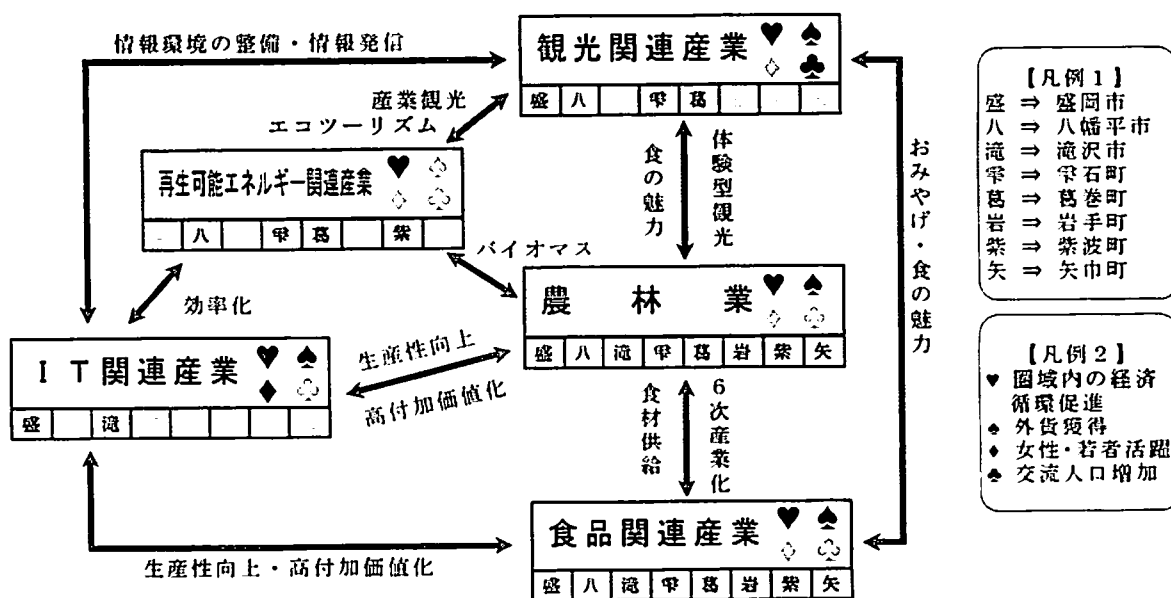 情報環境の整備・情報発信
観光関連産業 ♥ ♠ ♢ ♣
盛 八 雫 葛
産業観光
エコツーリズム
再生可能エネルギー関連産業 ♥ ♤ ♢ ♧
八 雫 葛 紫
食の魅力
体験型観光
おみやげ・食の魅力
バイオマス
効率化
農林業 ♥ ♠ ♢ ♧
盛 八 滝 雫 葛 岩 紫 矢
IT関連産業 ♥ ♠ ♦ ♧
盛 滝
生産性向上
高付加価値化
食材供給
6次産業化
食品関連産業 ♥ ♠ ♢ ♧
盛 八 滝 雫 葛 岩 紫 矢
生産性向上・高付加価値化
【凡例1】
盛 ⇒ 盛岡市
八 ⇒ 八幡平市
滝 ⇒ 滝沢市
雫 ⇒ 雫石町
葛 ⇒ 葛巻町
岩 ⇒ 岩手町
紫 ⇒ 紫波町
矢 ⇒ 矢巾町
【凡例2】
♥ 圏域内の経済
循環促進
♠ 外貨獲得
♦ 女性・若者活躍
♣ 交流人口増加